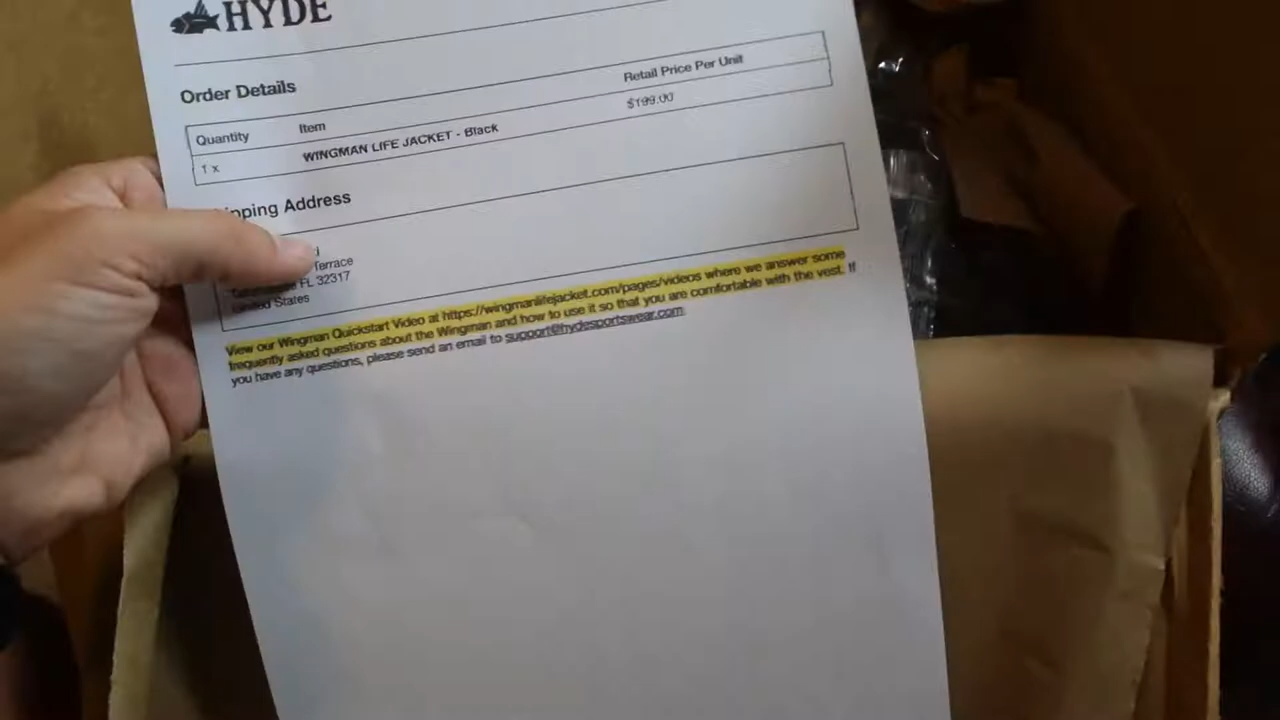 HYDE
Order Details
Quantity Item Retail Price Per Unit
1 x WINGMAN LIFE JACKET - Black $199.00
pping Address
Terrace
FL 32317
United States
View our Wingman Quickstart Video at https://wingmanlifejacket.com/pages/videos where we answer some
frequently asked questions about the Wingman and how to use it so that you are comfortable with the vest. If
you have any questions, please send an email to support@hydesportswear.com